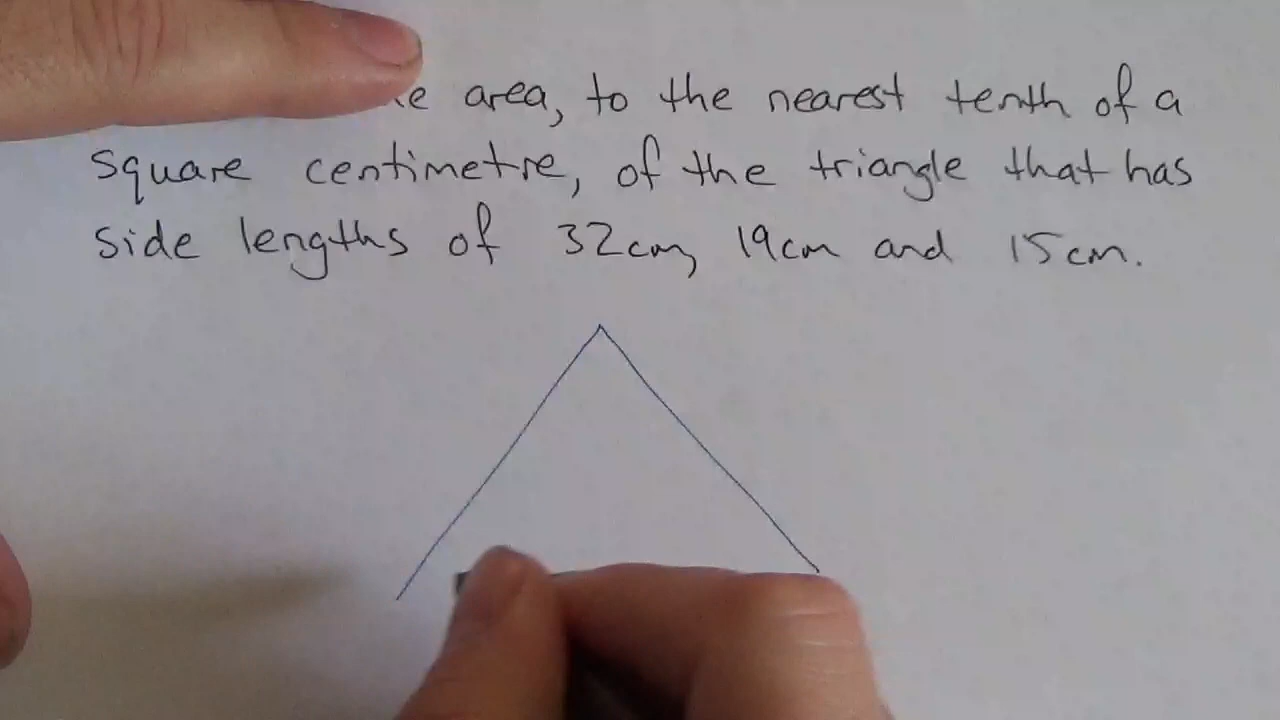 area, to the nearest tenth of a
square centimetre, of the triangle that has
side lengths of 32cm, 19cm and 15cm.